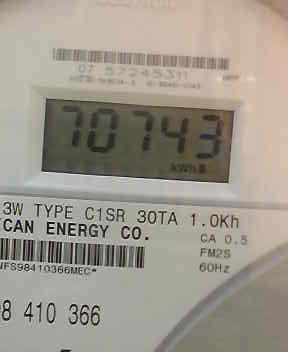 07 57245311
70743
kWh
3W TYPE C1SR 30TA 1.0Kh
CAN ENERGY CO.
CA 0.5
FM2S
60Hz
WFS98410366MEC*
8 410 366